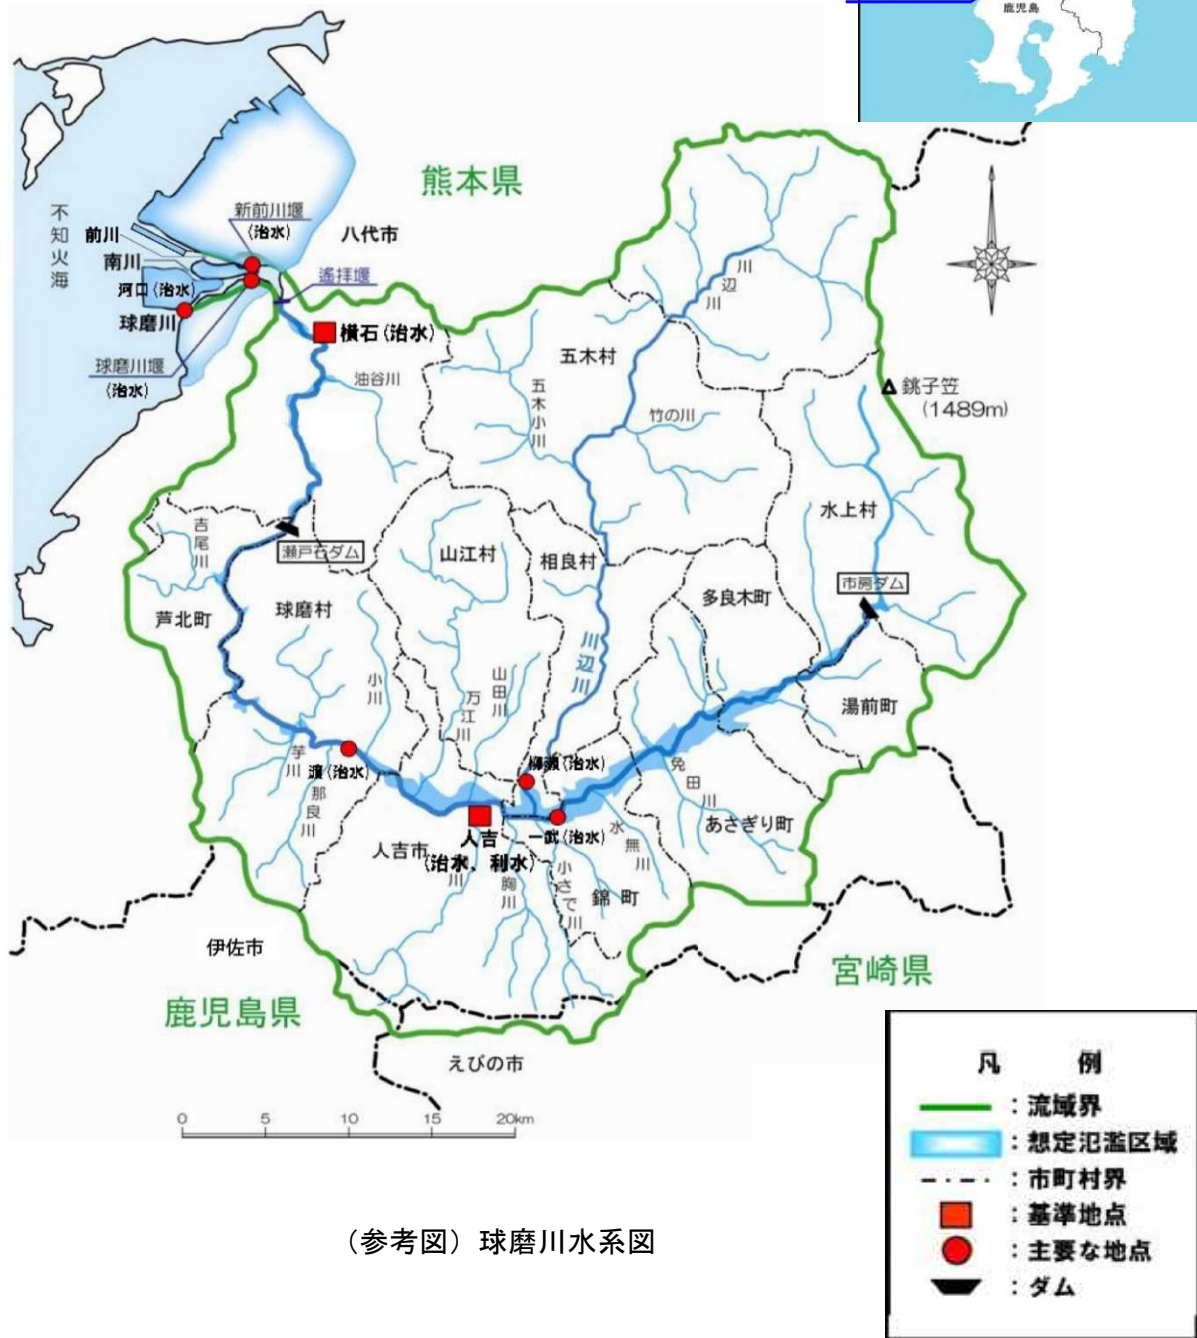 鹿児島
熊本県
不知火海
新前川堰
(治水)
前川
八代市
南川
遙拝堰
河口(治水)
球磨川
横石(治水)
球磨川堰
(治水)
油谷川
五木村
川辺川
五木小川
竹の川
銚子笠
(1489m)
水上村
吉尾川
瀬戸石ダム
山江村
相良村
市房ダム
芦北町
球磨村
多良木町
川辺川
小川
万江川
山田川
湯前町
芋川
渡(治水)
那良川
柳瀬(治水)
免田川
人吉市
人吉
(治水、利水)
一武(治水)
水無川
あさぎり町
川
胸川
小さで川
錦町
伊佐市
宮崎県
鹿児島県
えびの市
0 5 10 15 20km
凡 例
:流域界
:想定氾濫区域
:市町村界
:基準地点
:主要な地点
:ダム
(参考図)球磨川水系図